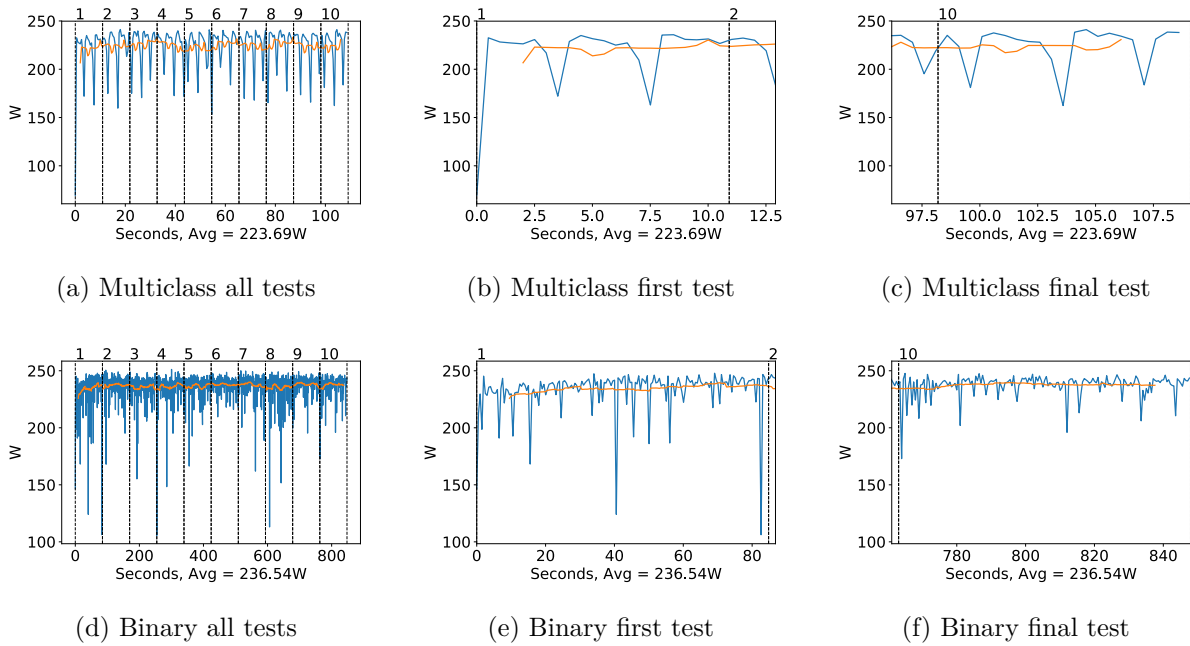 1 2 3 4 5 6 7 8 9 10
250
200
150
100
W
0 20 40 60 80 100
Seconds, Avg = 223.69W
(a) Multiclass all tests
1 2
250
200
150
100
W
0.0 2.5 5.0 7.5 10.0 12.5
Seconds, Avg = 223.69W
(b) Multiclass first test
10
250
200
150
100
W
97.5 100.0 102.5 105.0 107.5
Seconds, Avg = 223.69W
(c) Multiclass final test
1 2 3 4 5 6 7 8 9 10
250
200
150
100
W
0 200 400 600 800
Seconds, Avg = 236.54W
(d) Binary all tests
1 2
250
200
150
100
W
0 20 40 60 80
Seconds, Avg = 236.54W
(e) Binary first test
10
250
200
150
100
W
780 800 820 840
Seconds, Avg = 236.54W
(f) Binary final test